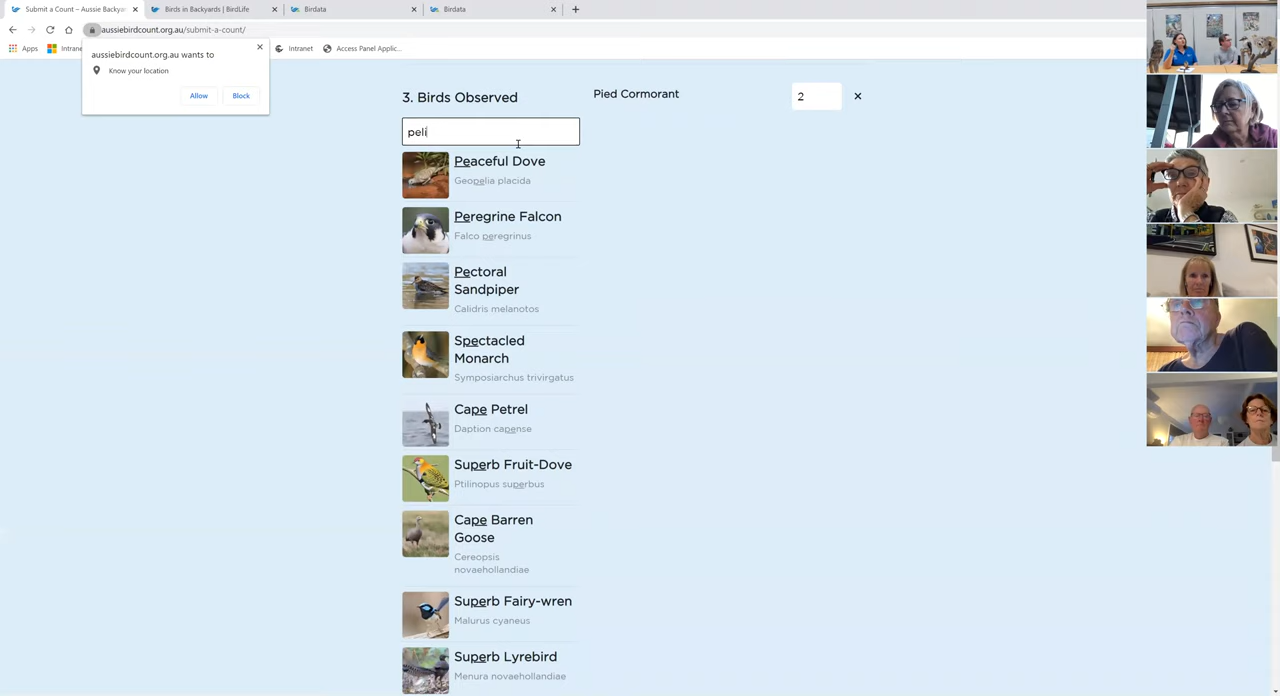 Submit a Count – Aussie Backyar
Birds in Backyards | BirdLife
Birdata
Birdata
aussiebirdcount.org.au/submit-a-count/
Apps
Intrane
Intranet
Access Panel Applic...
aussiebirdcount.org.au wants to
Know your location
Allow
Block
3. Birds Observed
Pied Cormorant
2
peli
Peaceful Dove
Geopelia placida
Peregrine Falcon
Falco peregrinus
Pectoral
Sandpiper
Calidris melanotos
Spectacled
Monarch
Symposiarchus trivirgatus
Cape Petrel
Daption capense
Superb Fruit-Dove
Ptilinopus superbus
Cape Barren
Goose
Cereopsis
novaehollandiae
Superb Fairy-wren
Malurus cyaneus
Superb Lyrebird
Menura novaehollandiae